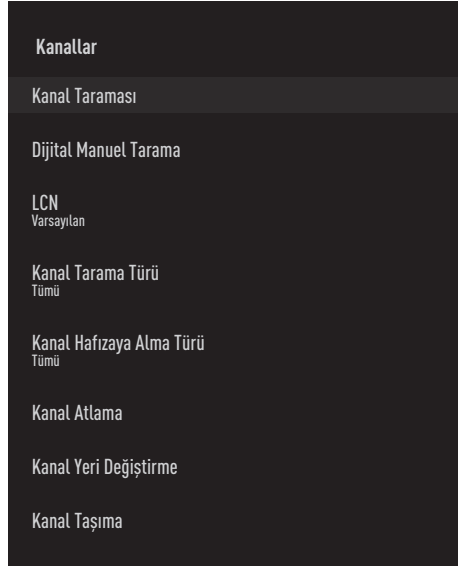 Kanallar
Kanal Taraması
Dijital Manuel Tarama
LCN
Varsayılan
Kanal Tarama Türü
Tümü
Kanal Hafızaya Alma Türü
Tümü
Kanal Atlama
Kanal Yeri Değiştirme
Kanal Taşıma